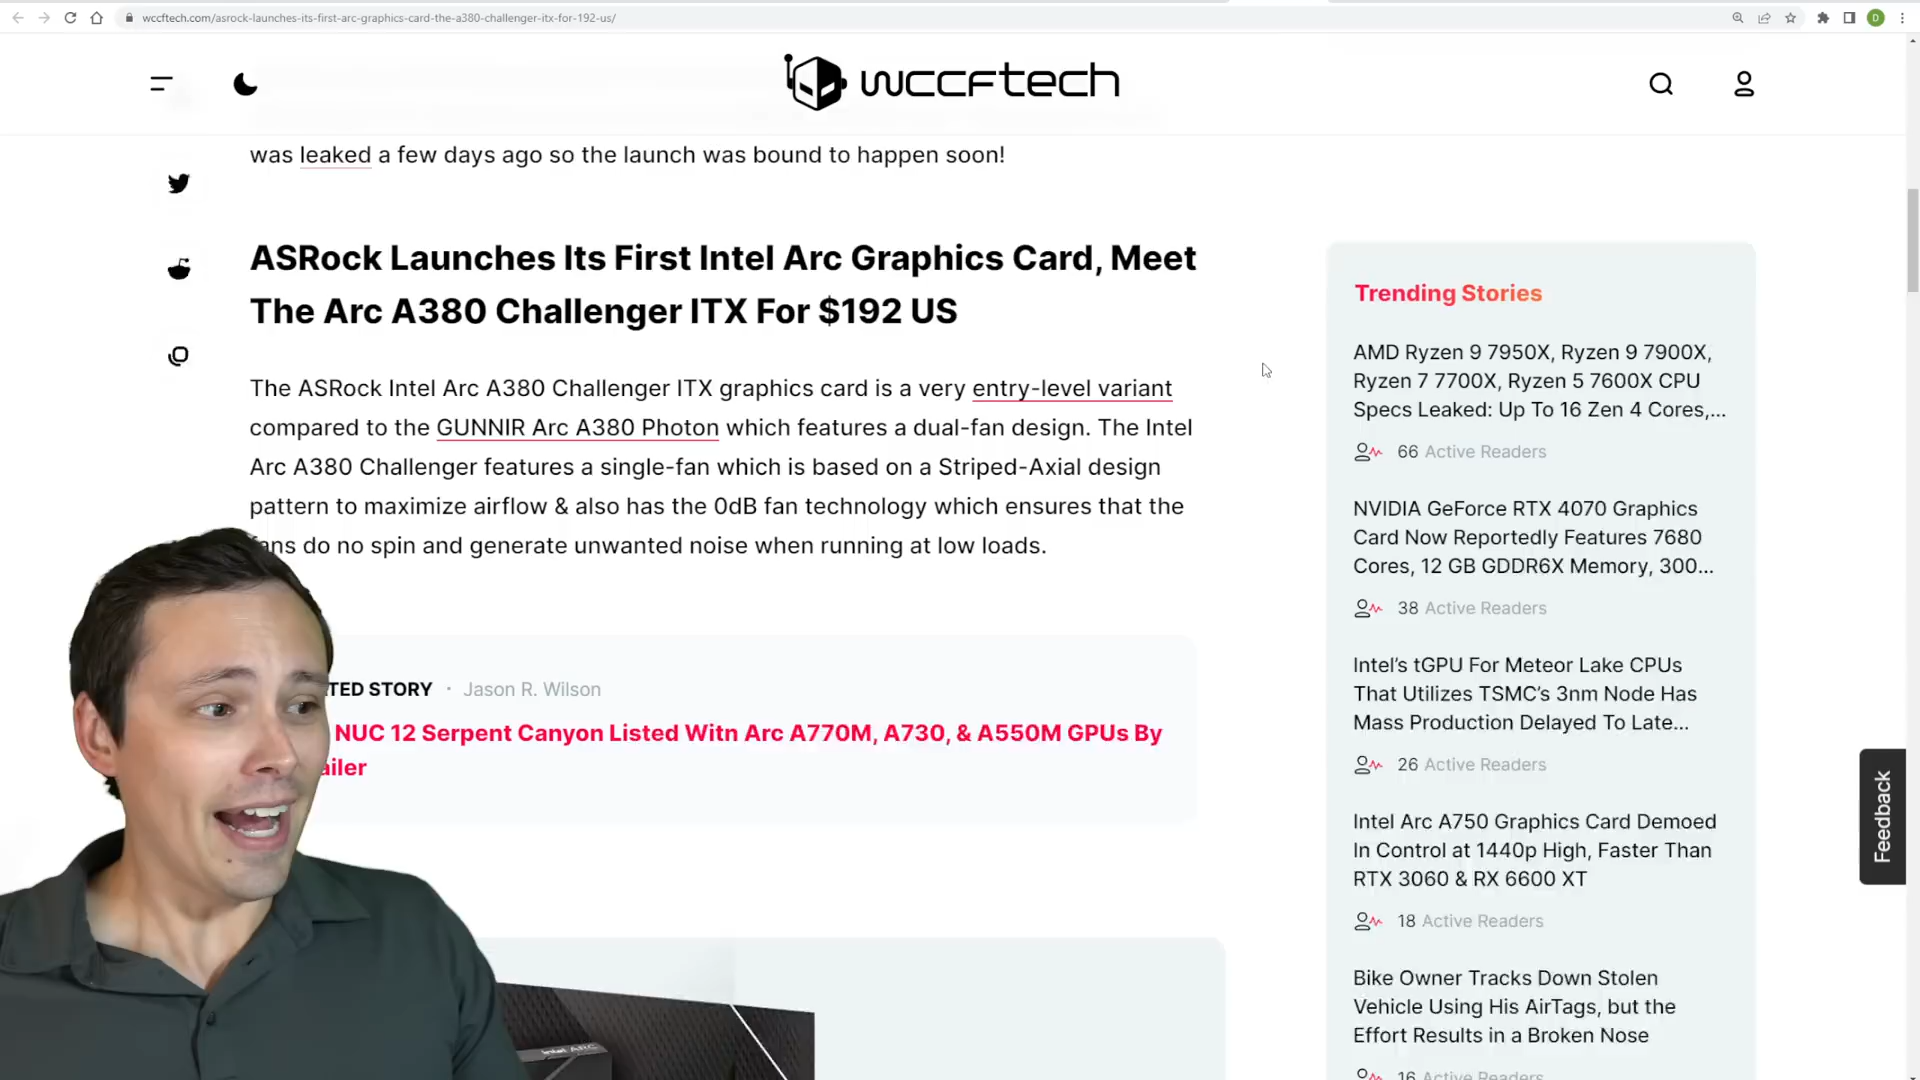 wccftech.com/asrock-launches-its-first-arc-graphics-card-the-a380-challenger-itx-for-192-us/
D
wccftech
was leaked a few days ago so the launch was bound to happen soon!
ASRock Launches Its First Intel Arc Graphics Card, Meet
The Arc A380 Challenger ITX For $192 US
The ASRock Intel Arc A380 Challenger ITX graphics card is a very entry-level variant
compared to the GUNNIR Arc A380 Photon which features a dual-fan design. The Intel
Arc A380 Challenger features a single-fan which is based on a Striped-Axial design
pattern to maximize airflow & also has the 0dB fan technology which ensures that the
fans do no spin and generate unwanted noise when running at low loads.
TED STORY · Jason R. Wilson
NUC 12 Serpent Canyon Listed Witn Arc A770M, A730, & A550M GPUs By
ailer
intel ARC
Trending Stories
AMD Ryzen 9 7950X, Ryzen 9 7900X,
Ryzen 7 7700X, Ryzen 5 7600X CPU
Specs Leaked: Up To 16 Zen 4 Cores,...
66 Active Readers
NVIDIA GeForce RTX 4070 Graphics
Card Now Reportedly Features 7680
Cores, 12 GB GDDR6X Memory, 300...
38 Active Readers
Intel's tGPU For Meteor Lake CPUs
That Utilizes TSMC's 3nm Node Has
Mass Production Delayed To Late...
26 Active Readers
Intel Arc A750 Graphics Card Demoed
In Control at 1440p High, Faster Than
RTX 3060 & RX 6600 XT
18 Active Readers
Bike Owner Tracks Down Stolen
Vehicle Using His AirTags, but the
Effort Results in a Broken Nose
16 Active Readers
Feedback